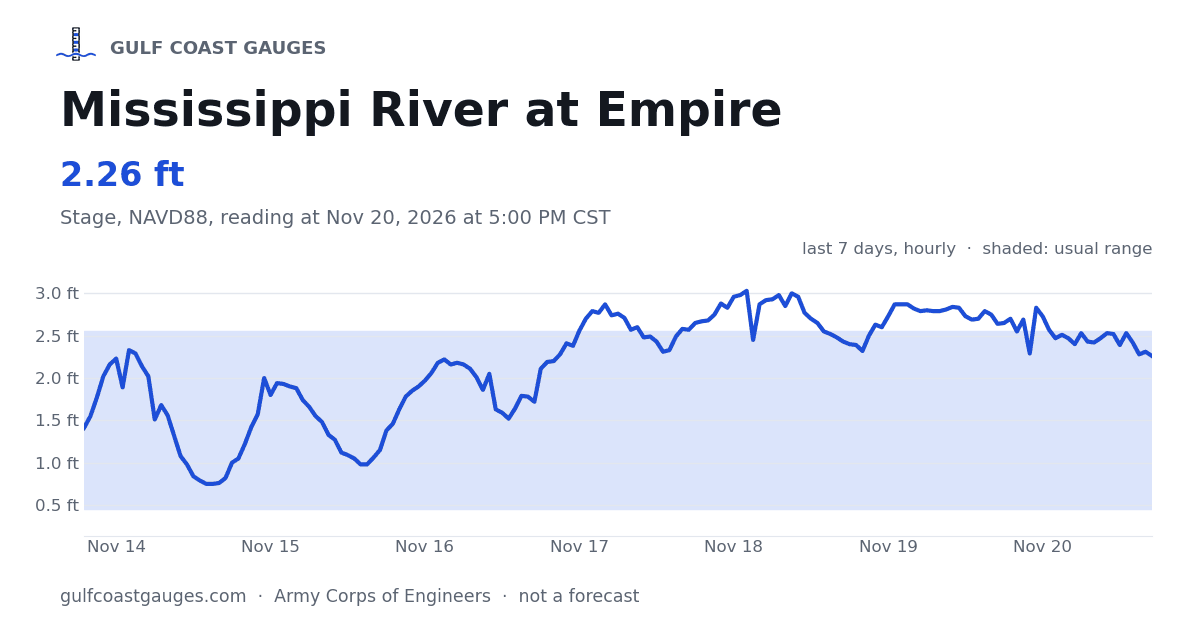 GULF COAST GAUGES
Mississippi River at Empire
2.26 ft
Stage, NAVD88, reading at Nov 20, 2026 at 5:00 PM CST
last 7 days, hourly · shaded: usual range
3.0 ft
2.5 ft
2.0 ft
1.5 ft
1.0 ft
0.5 ft
Nov 14 Nov 15 Nov 16 Nov 17 Nov 18 Nov 19 Nov 20
gulfcoastgauges.com · Army Corps of Engineers · not a forecast